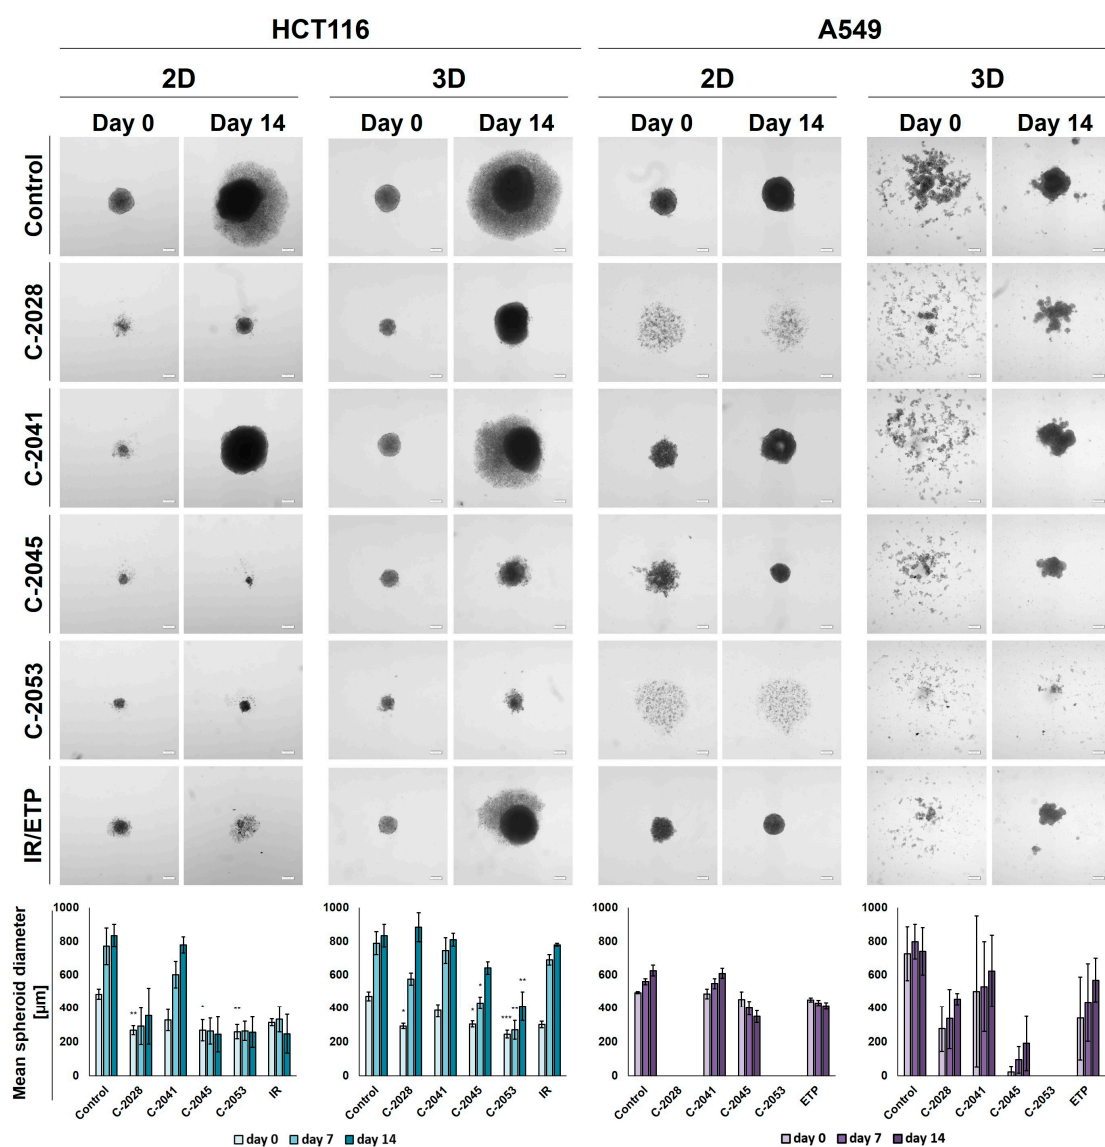 HCT116 A549
2D 3D 2D 3D
Day 0 Day 14 Day 0 Day 14 Day 0 Day 14 Day 0 Day 14
Control
C-2028
C-2041
C-2045
C-2053
IR/ETP
Mean spheroid diameter
[µm]
1000 1000 1000 1000
800 800 800 800
600 600 600 600
400 400 400 400
200 200 200 200
0 0 0 0
** * * * *** ** ** **
Control C-2028 C-2041 C-2045 C-2053 IR Control C-2028 C-2041 C-2045 C-2053 IR Control C-2028 C-2041 C-2045 C-2053 ETP Control C-2028 C-2041 C-2045 C-2053 ETP
day 0 day 7 day 14 day 0 day 7 day 14